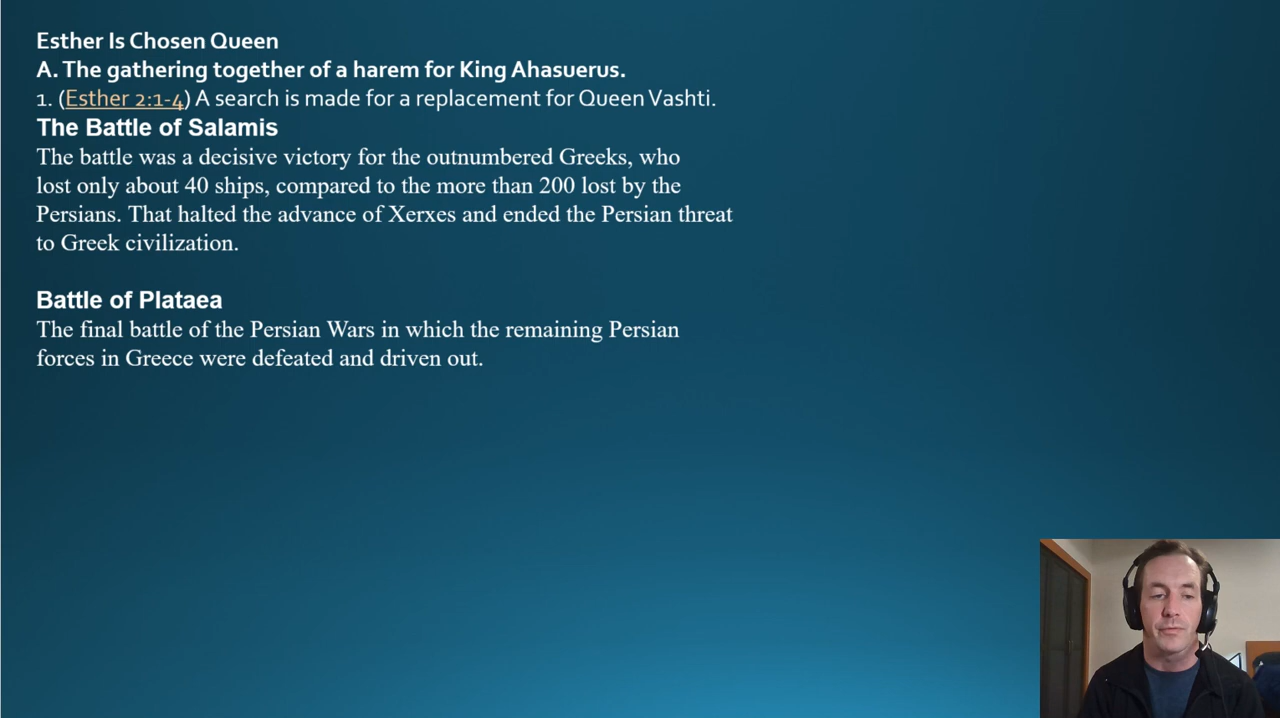 Esther Is Chosen Queen
A. The gathering together of a harem for King Ahasuerus.
1. (Esther 2:1-4) A search is made for a replacement for Queen Vashti.
The Battle of Salamis
The battle was a decisive victory for the outnumbered Greeks, who
lost only about 40 ships, compared to the more than 200 lost by the
Persians. That halted the advance of Xerxes and ended the Persian threat
to Greek civilization.
Battle of Plataea
The final battle of the Persian Wars in which the remaining Persian
forces in Greece were defeated and driven out.